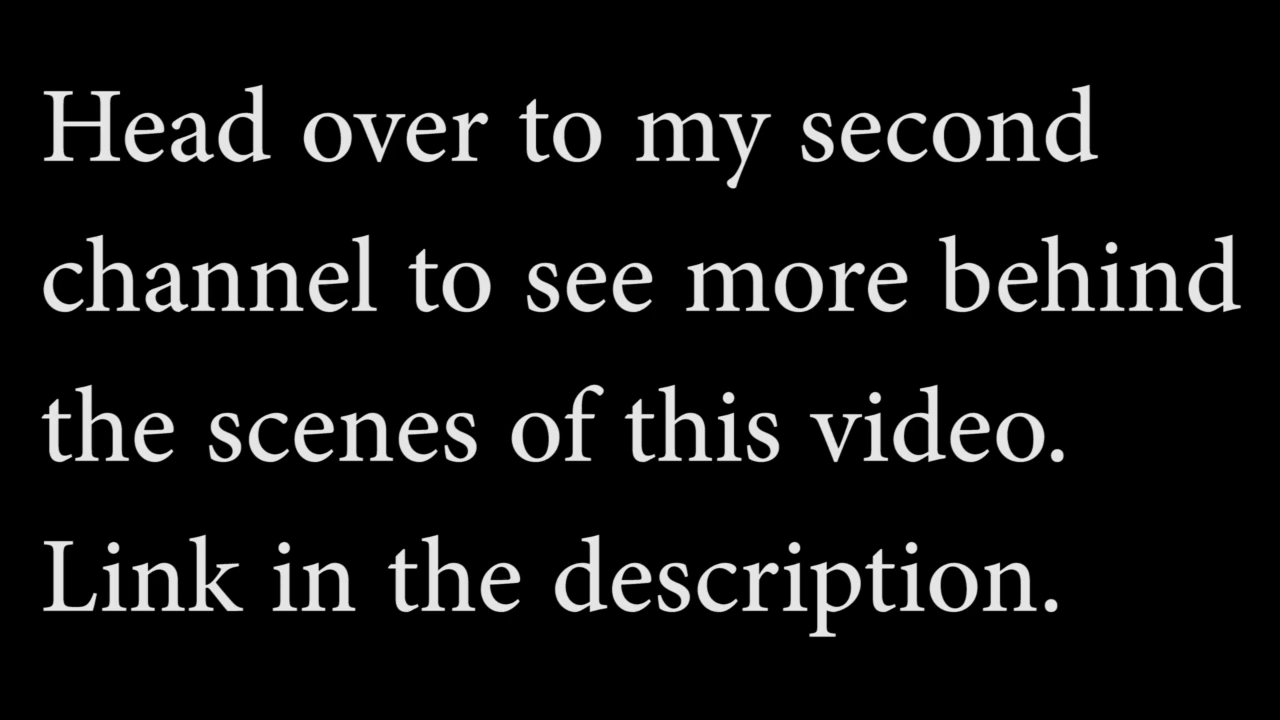 Head over to my second
channel to see more behind
the scenes of this video.
Link in the description.